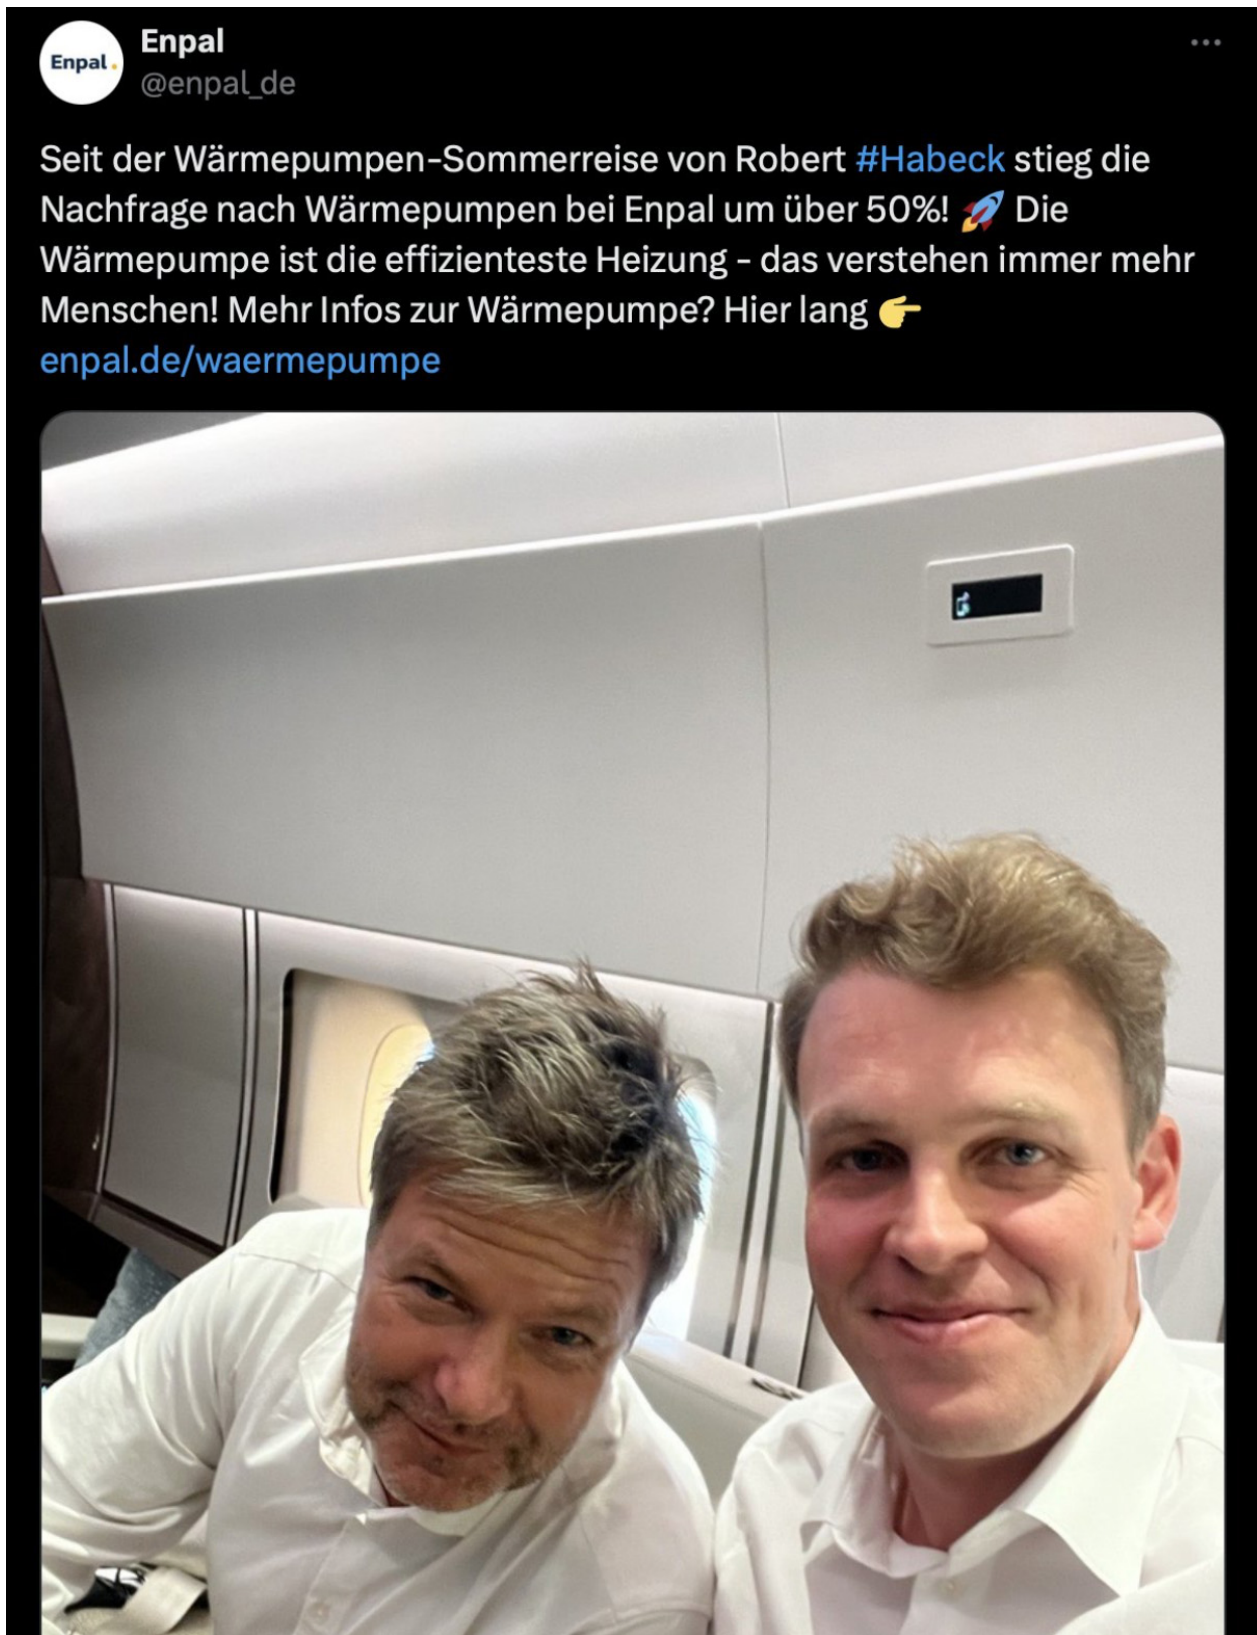 Enpal.
Enpal
@enpal_de
Seit der Wärmepumpen-Sommerreise von Robert #Habeck stieg die
Nachfrage nach Wärmepumpen bei Enpal um über 50%! 🚀 Die
Wärmepumpe ist die effizienteste Heizung - das verstehen immer mehr
Menschen! Mehr Infos zur Wärmepumpe? Hier lang 👉
enpal.de/waermepumpe